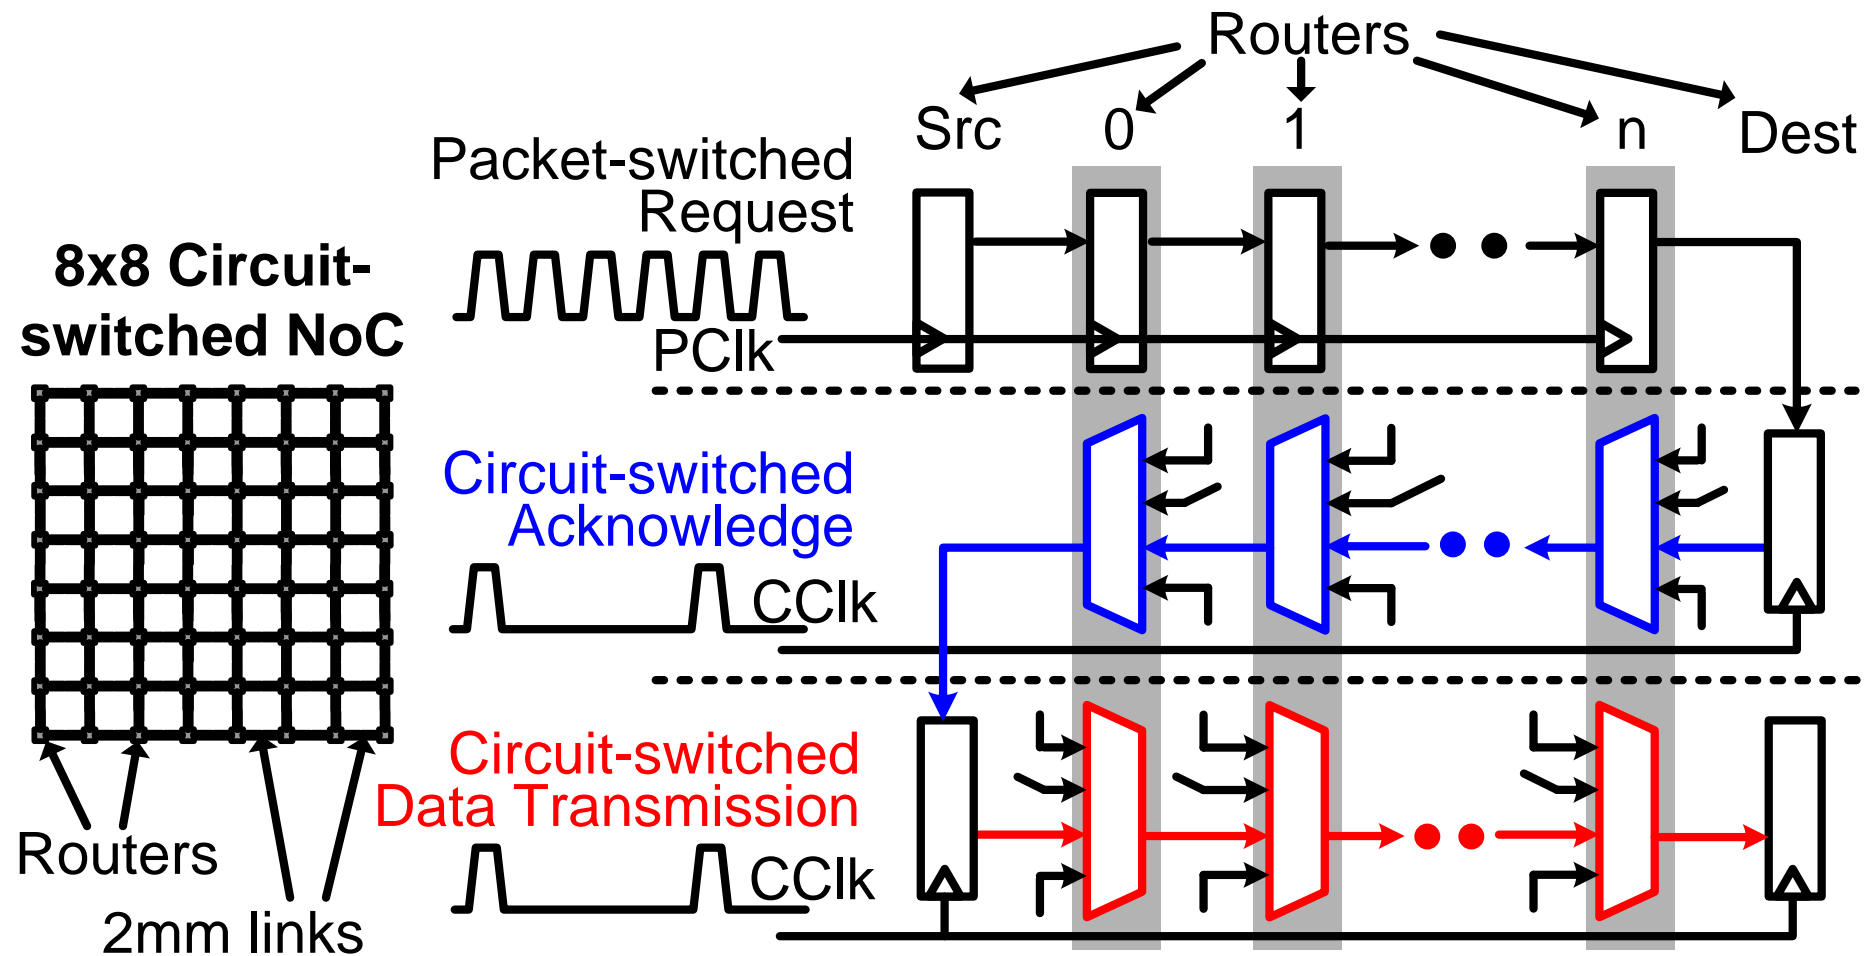 Routers
Src 0 1 n Dest
Packet-switched
Request
PClk
8x8 Circuit-
switched NoC
Circuit-switched
Acknowledge
CClk
Circuit-switched
Data Transmission
CClk
Routers
2mm links